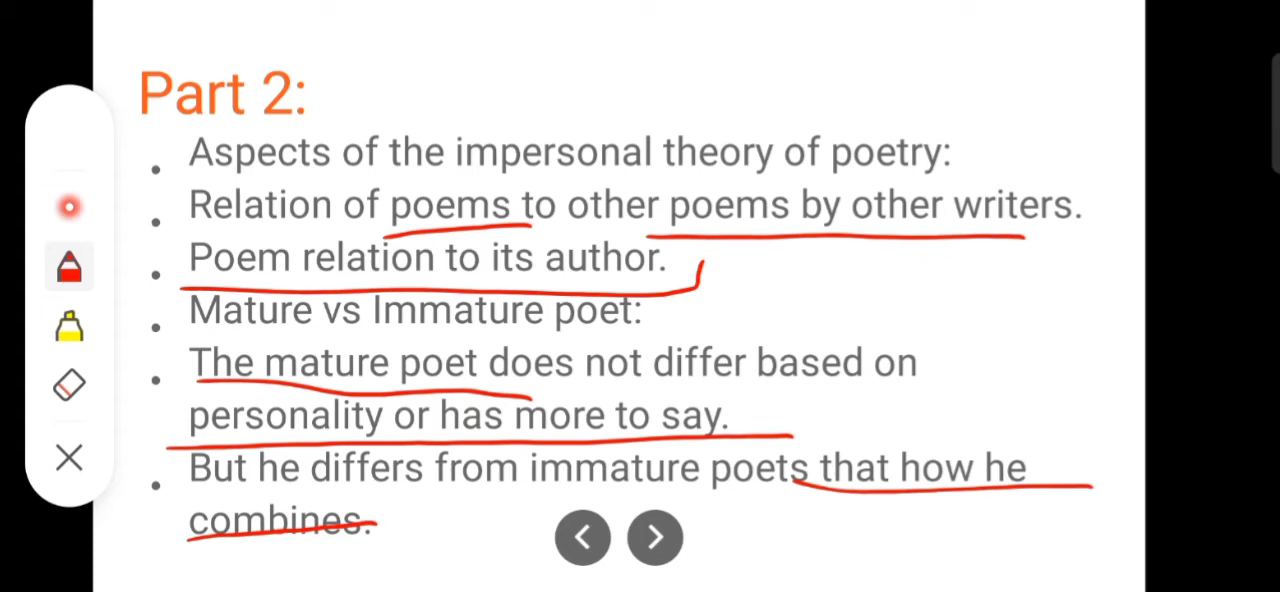 Part 2:
Aspects of the impersonal theory of poetry:
Relation of poems to other poems by other writers.
Poem relation to its author.
Mature vs Immature poet:
The mature poet does not differ based on
personality or has more to say.
But he differs from immature poets that how he
combines.